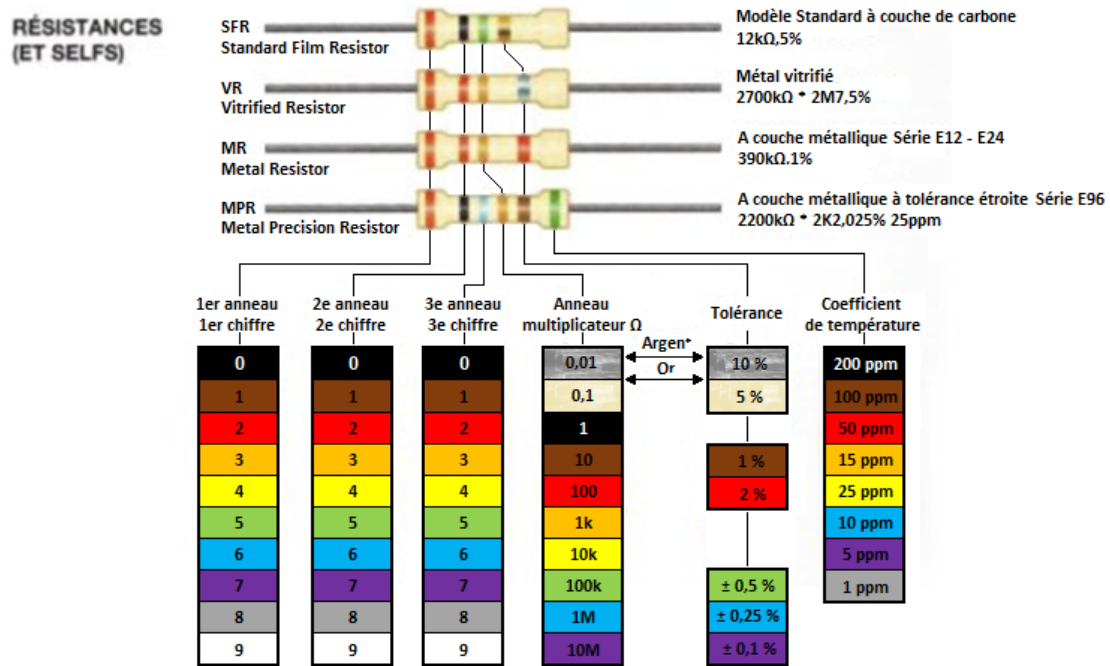 RÉSISTANCES
(ET SELFS)
SFR
Standard Film Resistor
Modèle Standard à couche de carbone
12kΩ,5%
VR
Vitrified Resistor
Métal vitrifié
2700kΩ * 2M7,5%
MR
Metal Resistor
A couche métallique Série E12 - E24
390kΩ.1%
MPR
Metal Precision Resistor
A couche métallique à tolérance étroite Série E96
2200kΩ * 2K2,025% 25ppm
1er anneau
1er chiffre
2e anneau
2e chiffre
3e anneau
3e chiffre
Anneau
multiplicateur Ω
Tolérance
Coefficient
de température
0 0 0 0,01 Argen* 10 % 200 ppm
Or
1 1 1 0,1 5 % 100 ppm
2 2 2 1 50 ppm
3 3 3 10 1 % 15 ppm
4 4 4 100 2 % 25 ppm
5 5 5 1k 10 ppm
6 6 6 10k 5 ppm
7 7 7 100k ± 0,5 % 1 ppm
8 8 8 1M ± 0,25 %
9 9 9 10M ± 0,1 %